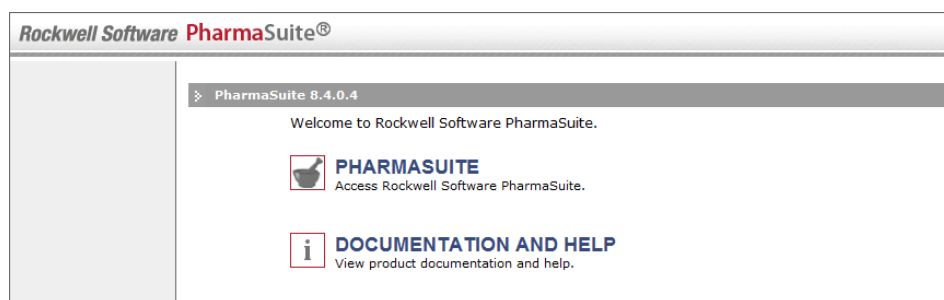 Rockwell Software PharmaSuite®
PharmaSuite 8.4.0.4
Welcome to Rockwell Software PharmaSuite.
PHARMASUITE
Access Rockwell Software PharmaSuite.
i
DOCUMENTATION AND HELP
View product documentation and help.